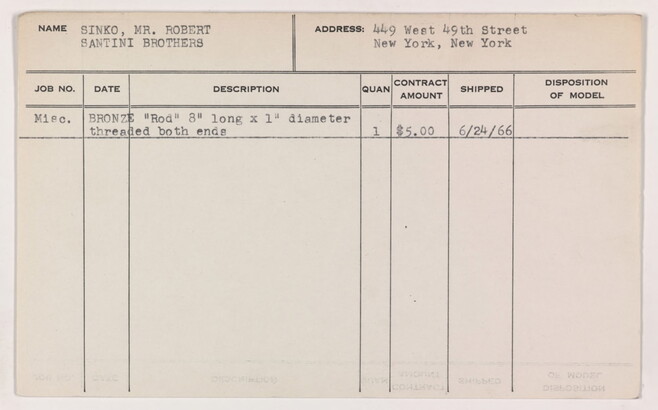 NAME SINKO, MR. ROBERT ADDRESS: 449 West 49th Street
SANTINI BROTHERS New York, New York
JOB NO. DATE DESCRIPTION QUAN CONTRACT AMOUNT SHIPPED DISPOSITION OF MODEL
Misc. BRONZE "Rod" 8" long x 1" diameter
threaded both ends 1 $5.00 6/24/66